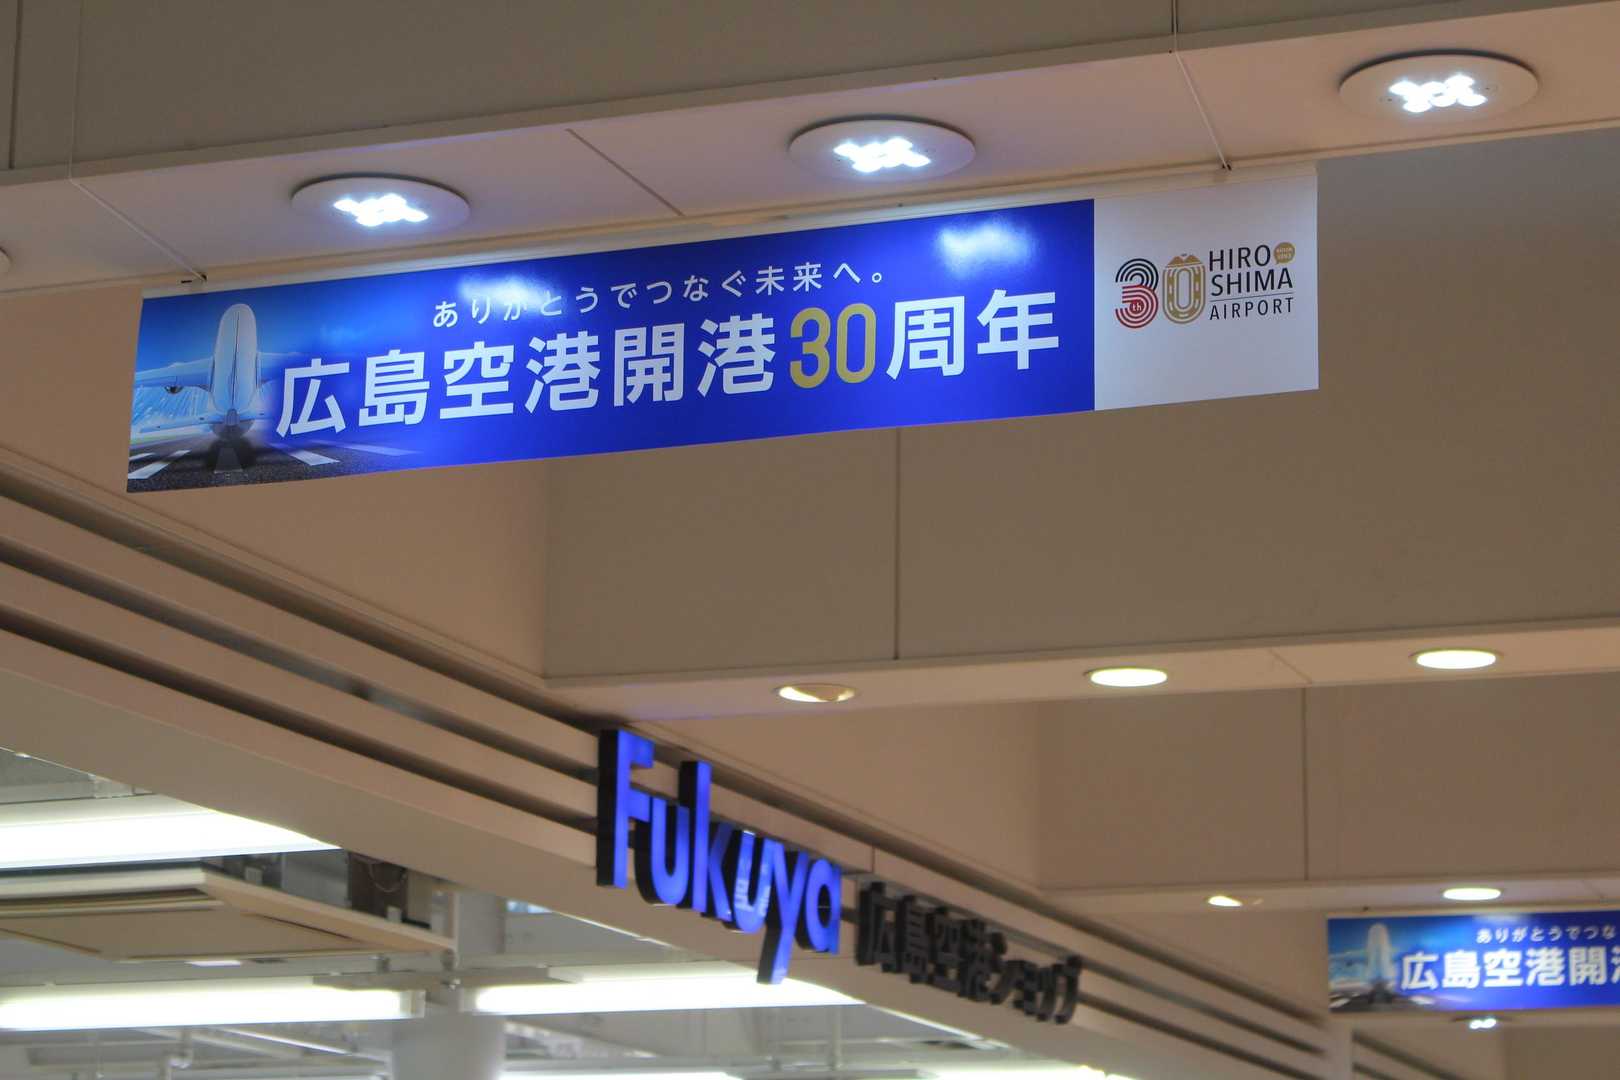 ありがとうでつなぐ未来へ。
広島空港開港30周年
30th
HIRO
SHIMA
AIRPORT
Fukuya 広島空港ショップ
ありがとうでつな
広島空港開